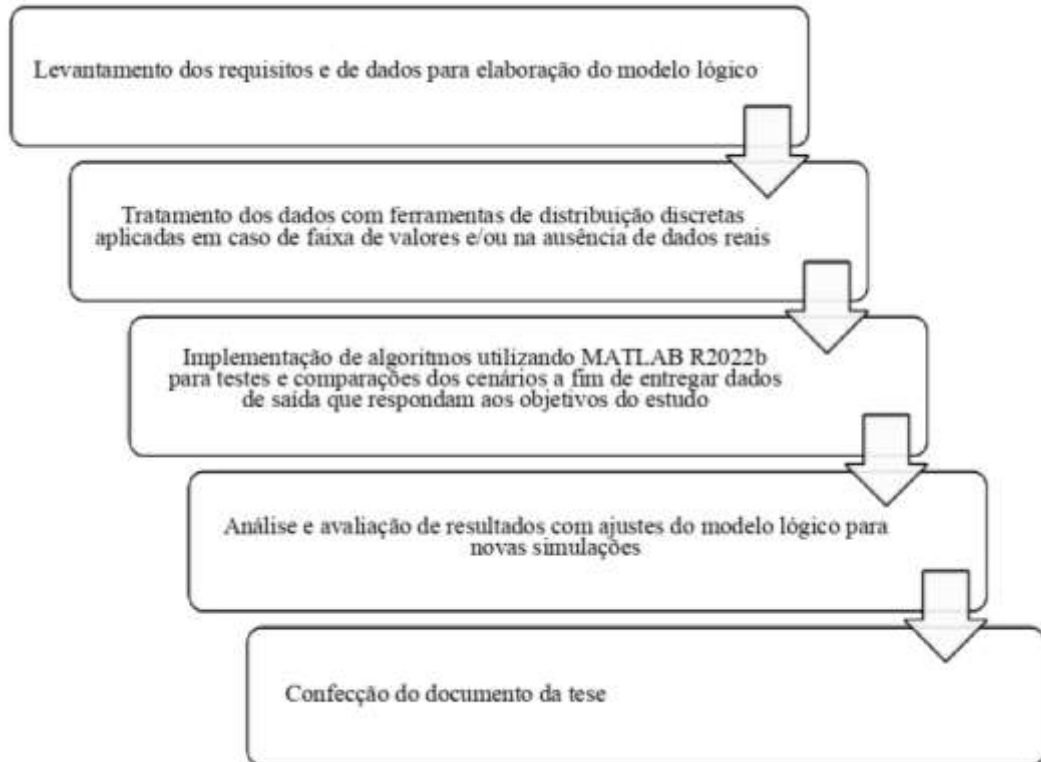 Levantamento dos requisitos e de dados para elaboração do modelo lógico
Tratamento dos dados com ferramentas de distribuição discretas
aplicadas em caso de faixa de valores e/ou na ausência de dados reais
Implementação de algoritmos utilizando MATLAB R2022b
para testes e comparações dos cenários a fim de entregar dados
de saída que respondam aos objetivos do estudo
Análise e avaliação de resultados com ajustes do modelo lógico para
novas simulações
Confecção do documento da tese